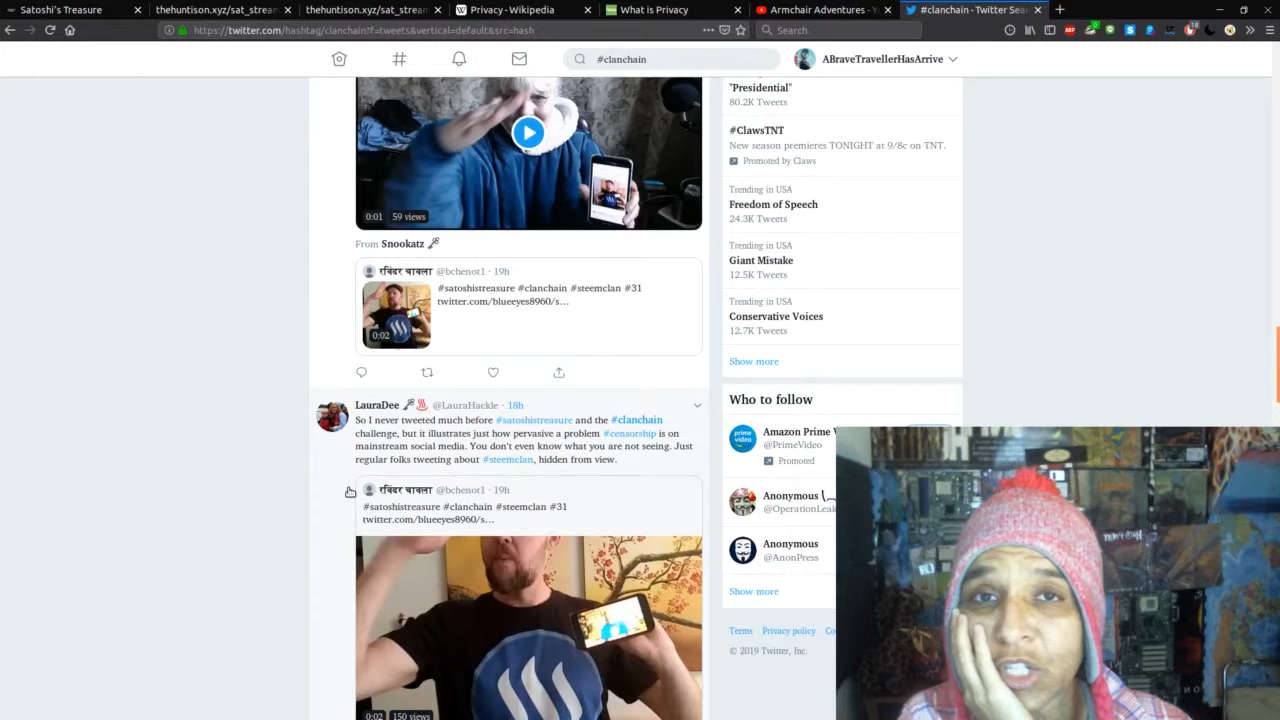 Satoshi's Treasure
thehuntison.xyz/sat_stream
thehuntison.xyz/sat_stream
Privacy - Wikipedia
What is Privacy
Armchair Adventures - Y
#clanchain - Twitter Sear
https://twitter.com/hashtag/clanchain?f=tweets&vertical=default&src=hash
Search
#clanchain
ABraveTravellerHasArrive
"Presidential"
80.2K Tweets
#ClawsTNT
New season premieres TONIGHT at 9/8c on TNT.
Promoted by Claws
Trending in USA
Freedom of Speech
24.3K Tweets
Trending in USA
Giant Mistake
12.5K Tweets
Trending in USA
Conservative Voices
12.7K Tweets
Show more
0:01 59 views
From Snookatz
रविंदर चावला @bchenot1 · 19h
#satoshistreasure #clanchain #steemclan #31
twitter.com/blueeyes8960/s…
0:02
LauraDee @LauraHackle · 18h
So I never tweeted much before #satoshistreasure and the #clanchain
challenge, but it illustrates just how pervasive a problem #censorship is on
mainstream social media. You don't even know what you are not seeing. Just
regular folks tweeting about #steemclan, hidden from view.
रविंदर चावला @bchenot1 · 19h
#satoshistreasure #clanchain #steemclan #31
twitter.com/blueeyes8960/s…
0:02 150 views
Who to follow
Amazon Prime V
@PrimeVideo
Promoted
Anonymous
@OperationLeak
Anonymous
@AnonPress
Show more
Terms Privacy policy Co
© 2019 Twitter, Inc.